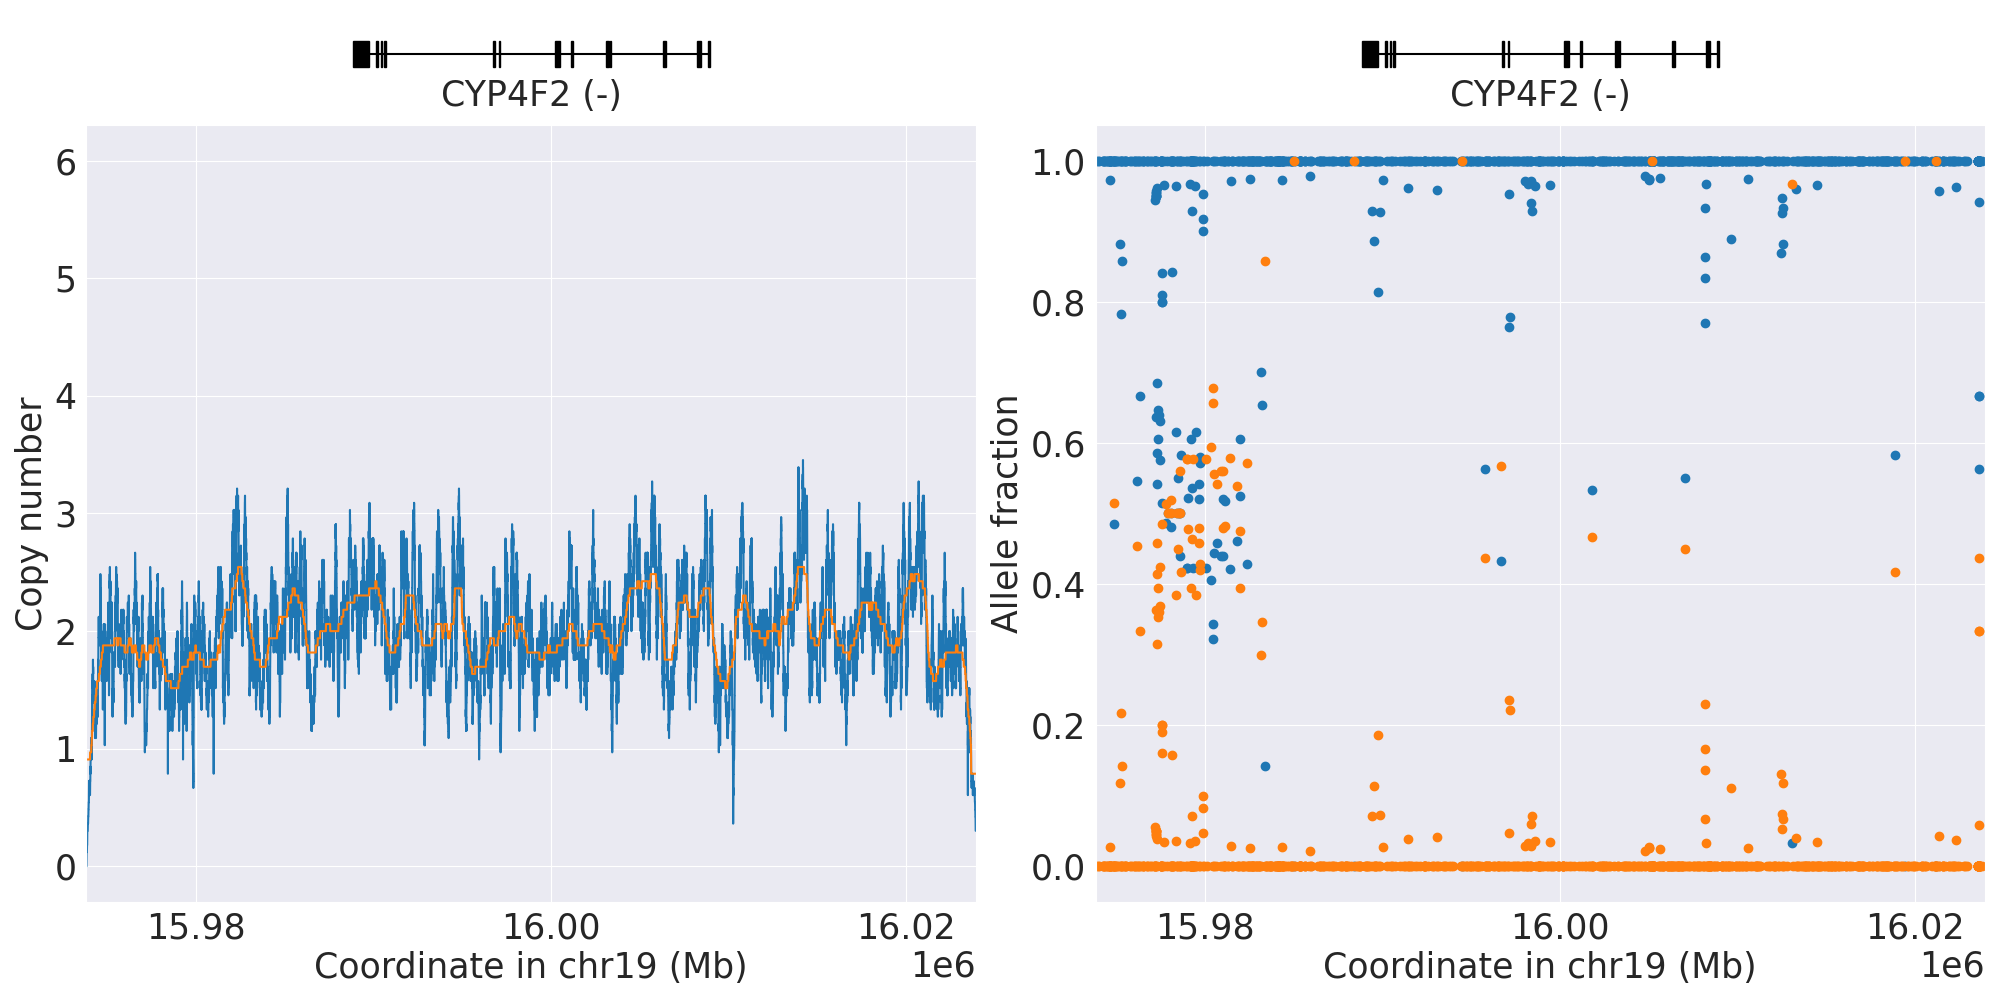 CYP4F2 (-)
6
5
4
3
2
1
0
Copy number
15.98
16.00
16.02
Coordinate in chr19 (Mb)
1e6
CYP4F2 (-)
1.0
0.8
0.6
0.4
0.2
0.0
Allele fraction
15.98
16.00
16.02
Coordinate in chr19 (Mb)
1e6